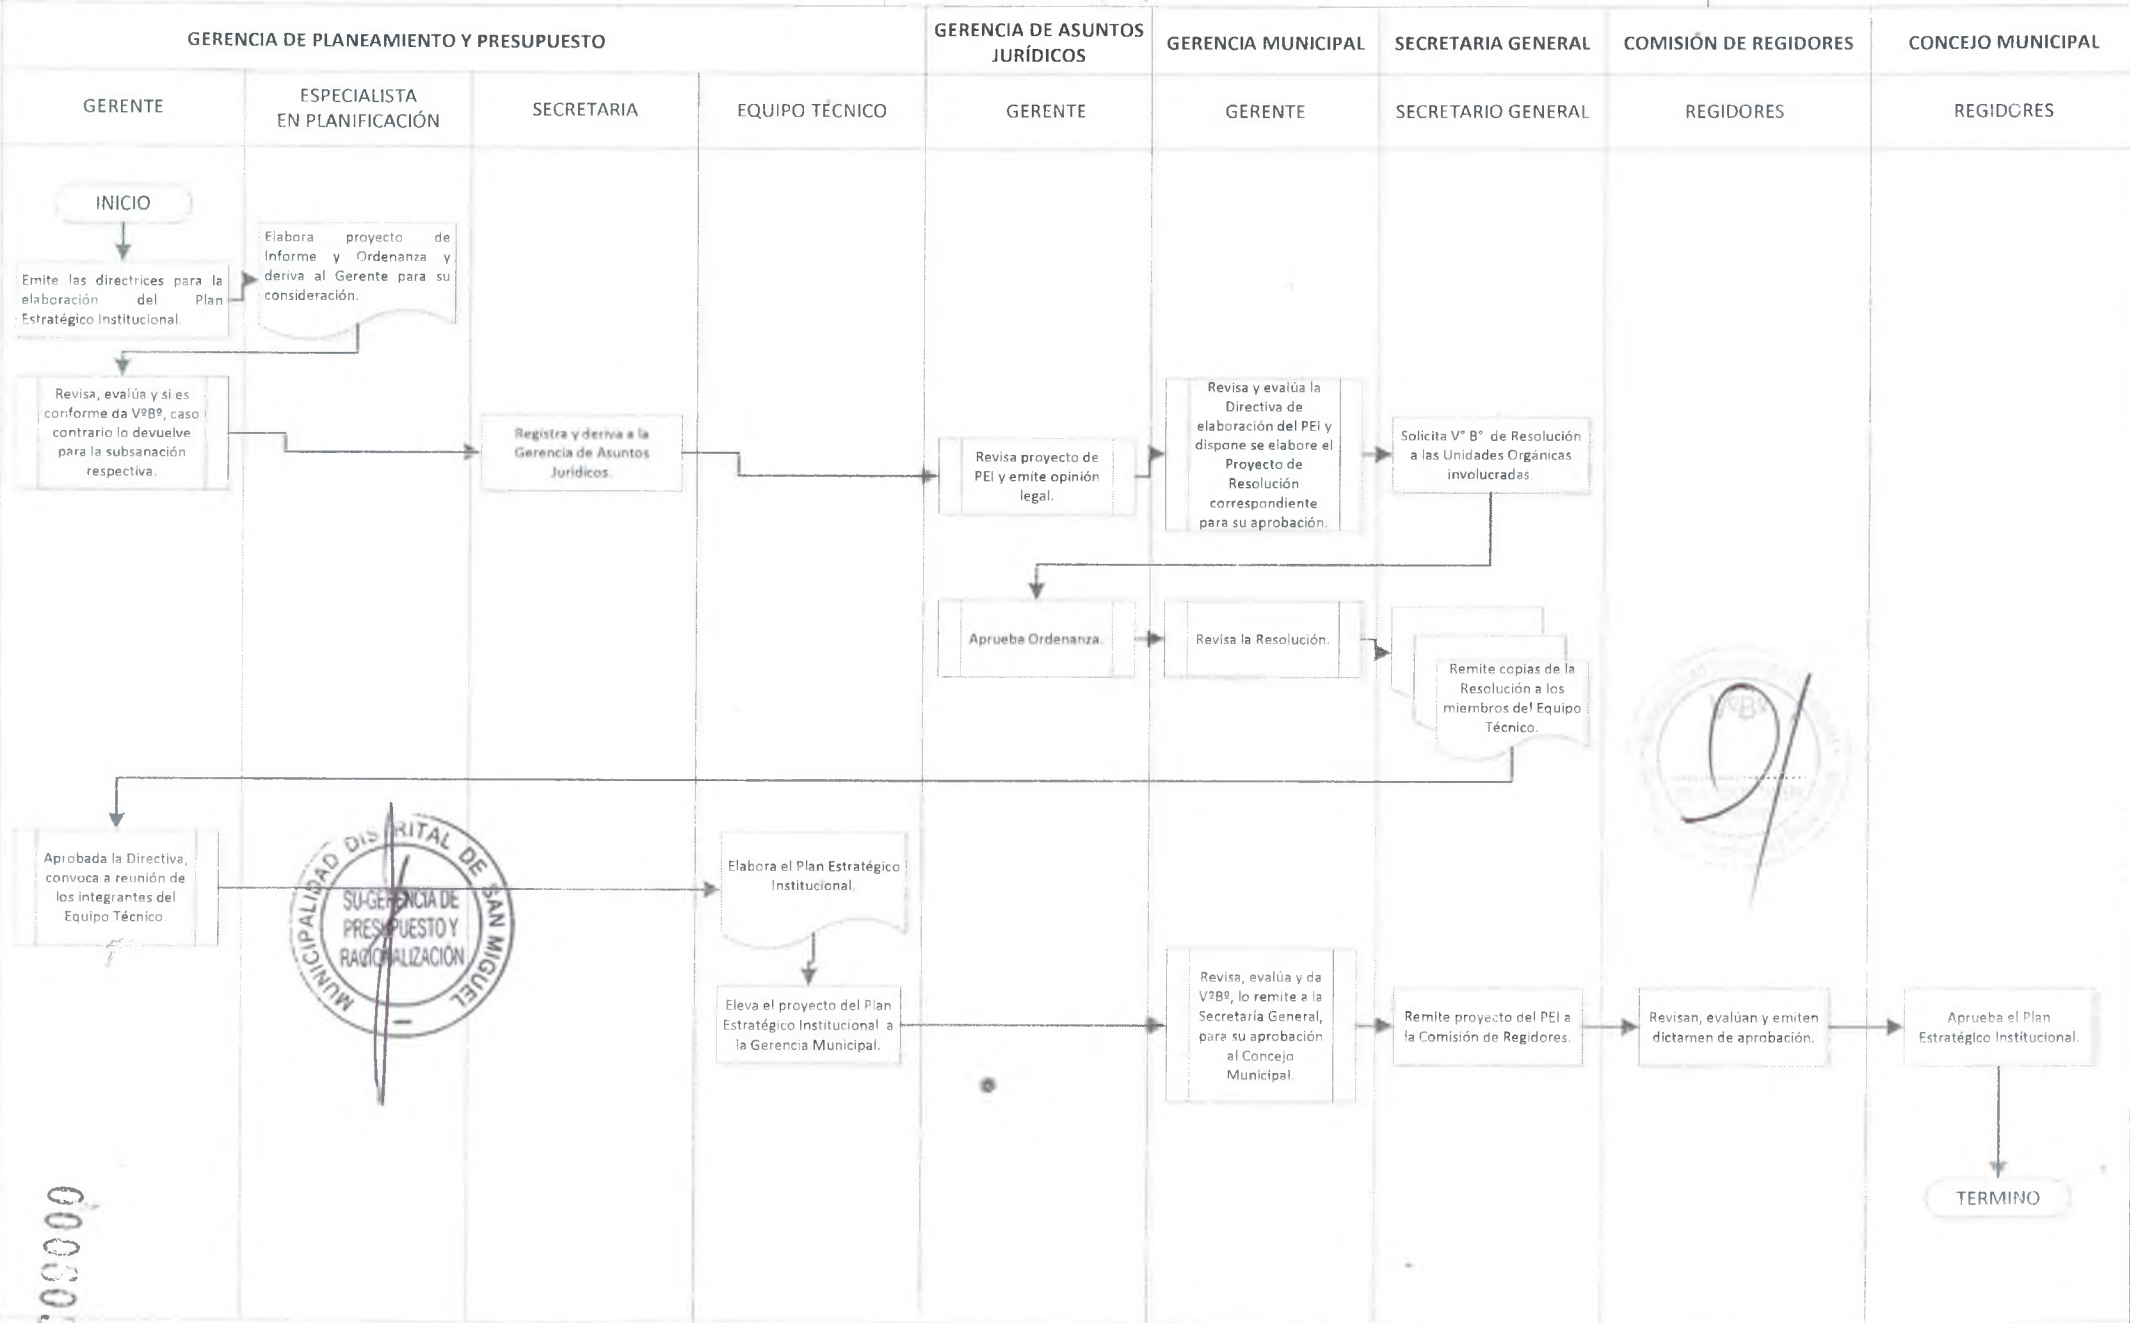 GERENCIA DE PLANEAMIENTO Y PRESUPUESTO
GERENCIA DE ASUNTOS
JURÍDICOS
GERENCIA MUNICIPAL
SECRETARIA GENERAL
COMISIÓN DE REGIDORES
CONCEJO MUNICIPAL
GERENTE
ESPECIALISTA
EN PLANIFICACIÓN
SECRETARIA
EQUIPO TÉCNICO
GERENTE
GERENTE
SECRETARIO GENERAL
REGIDORES
REGIDORES
INICIO
Emite las directrices para la
elaboración del Plan
Estratégico Institucional.
Elabora proyecto de
Informe y Ordenanza y
deriva al Gerente para su
consideración.
Revisa, evalúa y si es
conforme da VºBº, caso
contrario lo devuelve
para la subsanación
respectiva.
Registra y deriva a la
Gerencia de Asuntos
Jurídicos.
Revisa proyecto de
PEI y emite opinión
legal.
Revisa y evalúa la
Directiva de
elaboración del PEI y
dispone se elabore el
Proyecto de
Resolución
correspondiente
para su aprobación.
Solicita V° B° de Resolución
a las Unidades Orgánicas
involucradas.
Aprueba Ordenanza.
Revisa la Resolución.
Remite copias de la
Resolución a los
miembros del Equipo
Técnico.
VºBº
Aprobada la Directiva,
convoca a reunión de
los integrantes del
Equipo Técnico.
MUNICIPALIDAD DISTRITAL DE SAN MIGUEL
SU-GERENCIA DE
PRESUPUESTO Y
RACIONALIZACIÓN
Elabora el Plan Estratégico
Institucional.
Eleva el proyecto del Plan
Estratégico Institucional a
la Gerencia Municipal.
Revisa, evalúa y da
VºBº, lo remite a la
Secretaría General,
para su aprobación
al Concejo
Municipal.
Remite proyecto del PEI a
la Comisión de Regidores.
Revisan, evalúan y emiten
dictamen de aprobación.
Aprueba el Plan
Estratégico Institucional.
TERMINO